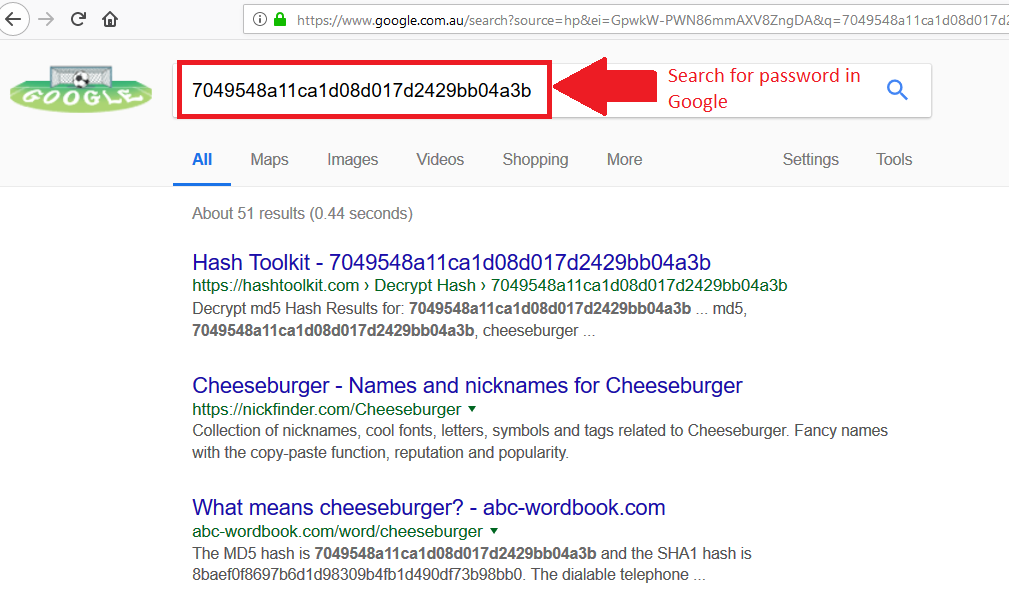 https://www.google.com.au/search?source=hp&ei=GpwkW-PWN86mmAXV8ZngDA&q=7049548a11ca1d08d017d2
GOOGLE
7049548a11ca1d08d017d2429bb04a3b
Search for password in
Google
All Maps Images Videos Shopping More Settings Tools
About 51 results (0.44 seconds)
Hash Toolkit - 7049548a11ca1d08d017d2429bb04a3b
https://hashtoolkit.com › Decrypt Hash › 7049548a11ca1d08d017d2429bb04a3b
Decrypt md5 Hash Results for: 7049548a11ca1d08d017d2429bb04a3b ... md5,
7049548a11ca1d08d017d2429bb04a3b, cheeseburger ...
Cheeseburger - Names and nicknames for Cheeseburger
https://nickfinder.com/Cheeseburger
Collection of nicknames, cool fonts, letters, symbols and tags related to Cheeseburger. Fancy names
with the copy-paste function, reputation and popularity.
What means cheeseburger? - abc-wordbook.com
abc-wordbook.com/word/cheeseburger
The MD5 hash is 7049548a11ca1d08d017d2429bb04a3b and the SHA1 hash is
8baef0f8697b6d1d98309b4fb1d490df73b98bb0. The dialable telephone ...